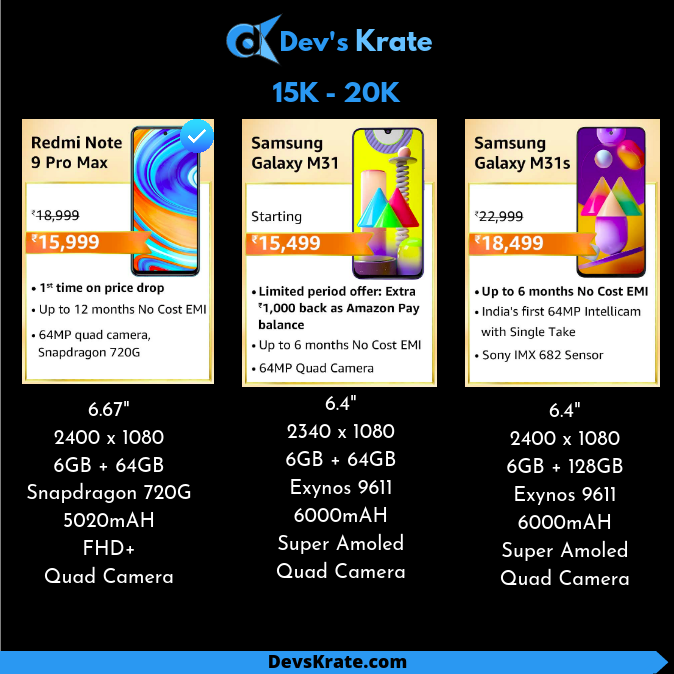 Dev's Krate
15K - 20K
Redmi Note
9 Pro Max
₹18,999
₹15,999
• 1st time on price drop
• Up to 12 months No Cost EMI
• 64MP quad camera,
Snapdragon 720G
6.67"
2400 x 1080
6GB + 64GB
Snapdragon 720G
5020mAH
FHD+
Quad Camera
Samsung
Galaxy M31
Starting
₹15,499
• Limited period offer: Extra
₹1,000 back as Amazon Pay
balance
• Up to 6 months No Cost EMI
• 64MP Quad Camera
6.4"
2340 x 1080
6GB + 64GB
Exynos 9611
6000mAH
Super Amoled
Quad Camera
Samsung
Galaxy M31s
₹22,999
₹18,499
• Up to 6 months No Cost EMI
• India's first 64MP Intellicam
with Single Take
• Sony IMX 682 Sensor
6.4"
2400 x 1080
6GB + 128GB
Exynos 9611
6000mAH
Super Amoled
Quad Camera
DevsKrate.com